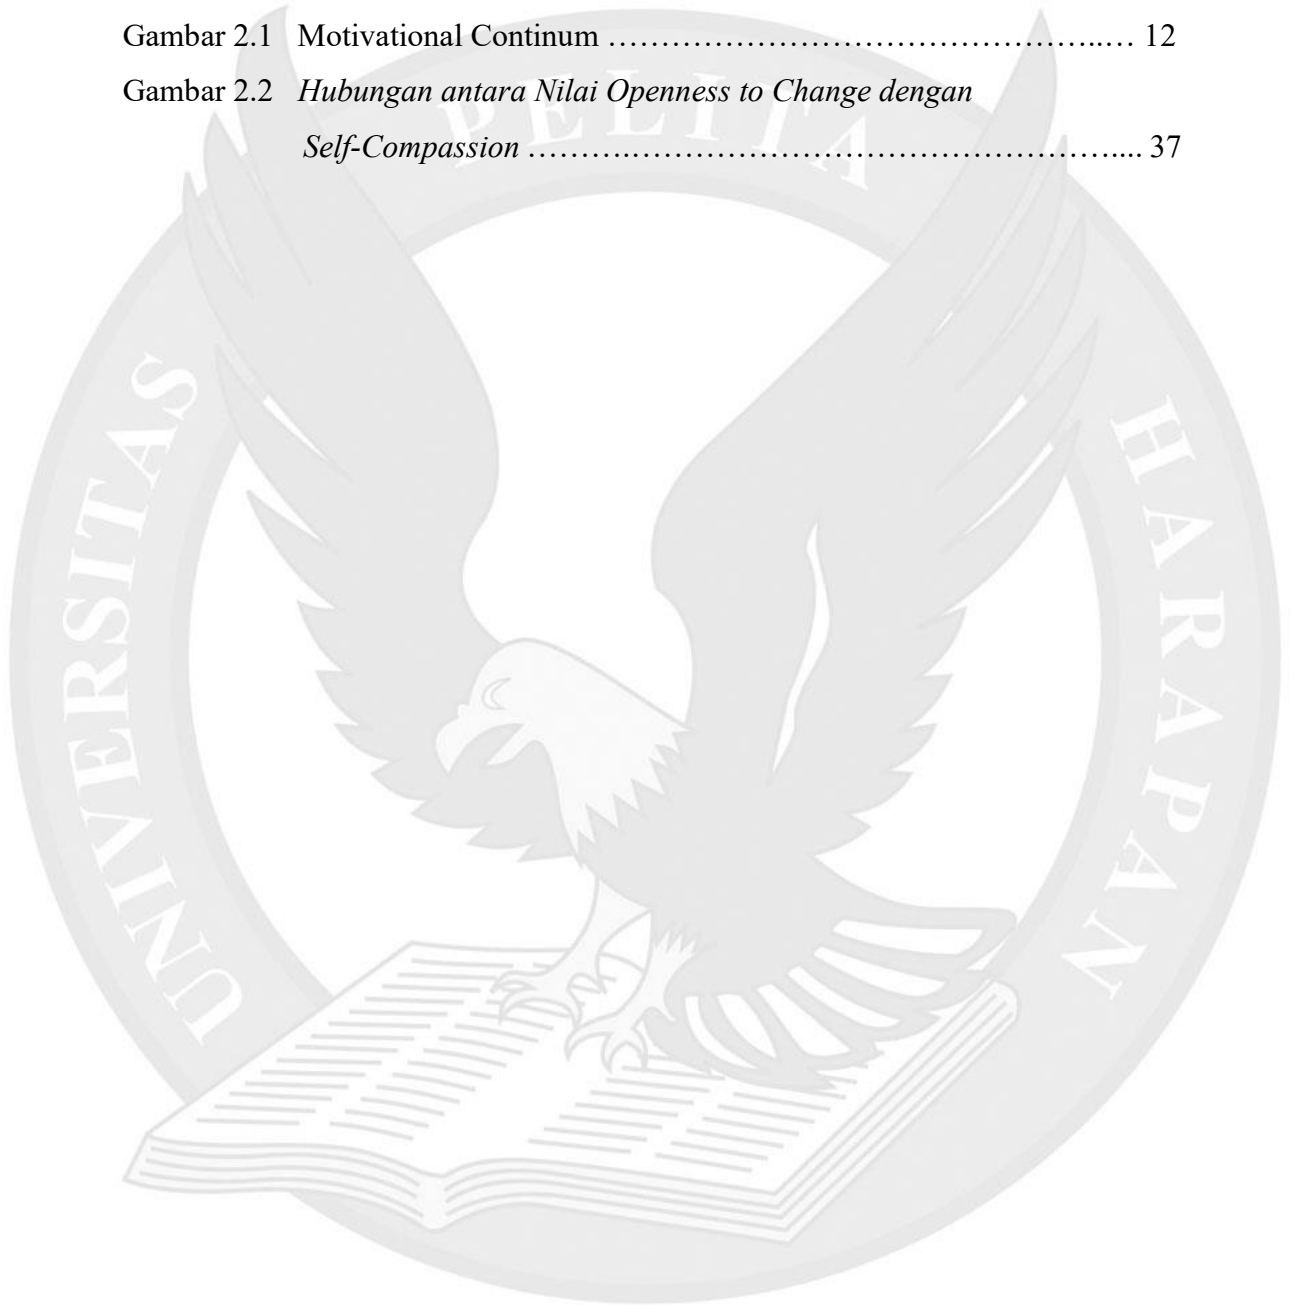 Gambar 2.1 Motivational Continum …………………………………………..… 12
Gambar 2.2 Hubungan antara Nilai Openness to Change dengan
Self-Compassion ……….………………………………………….... 37
UNIVERSITAS PELITA HARAPAN